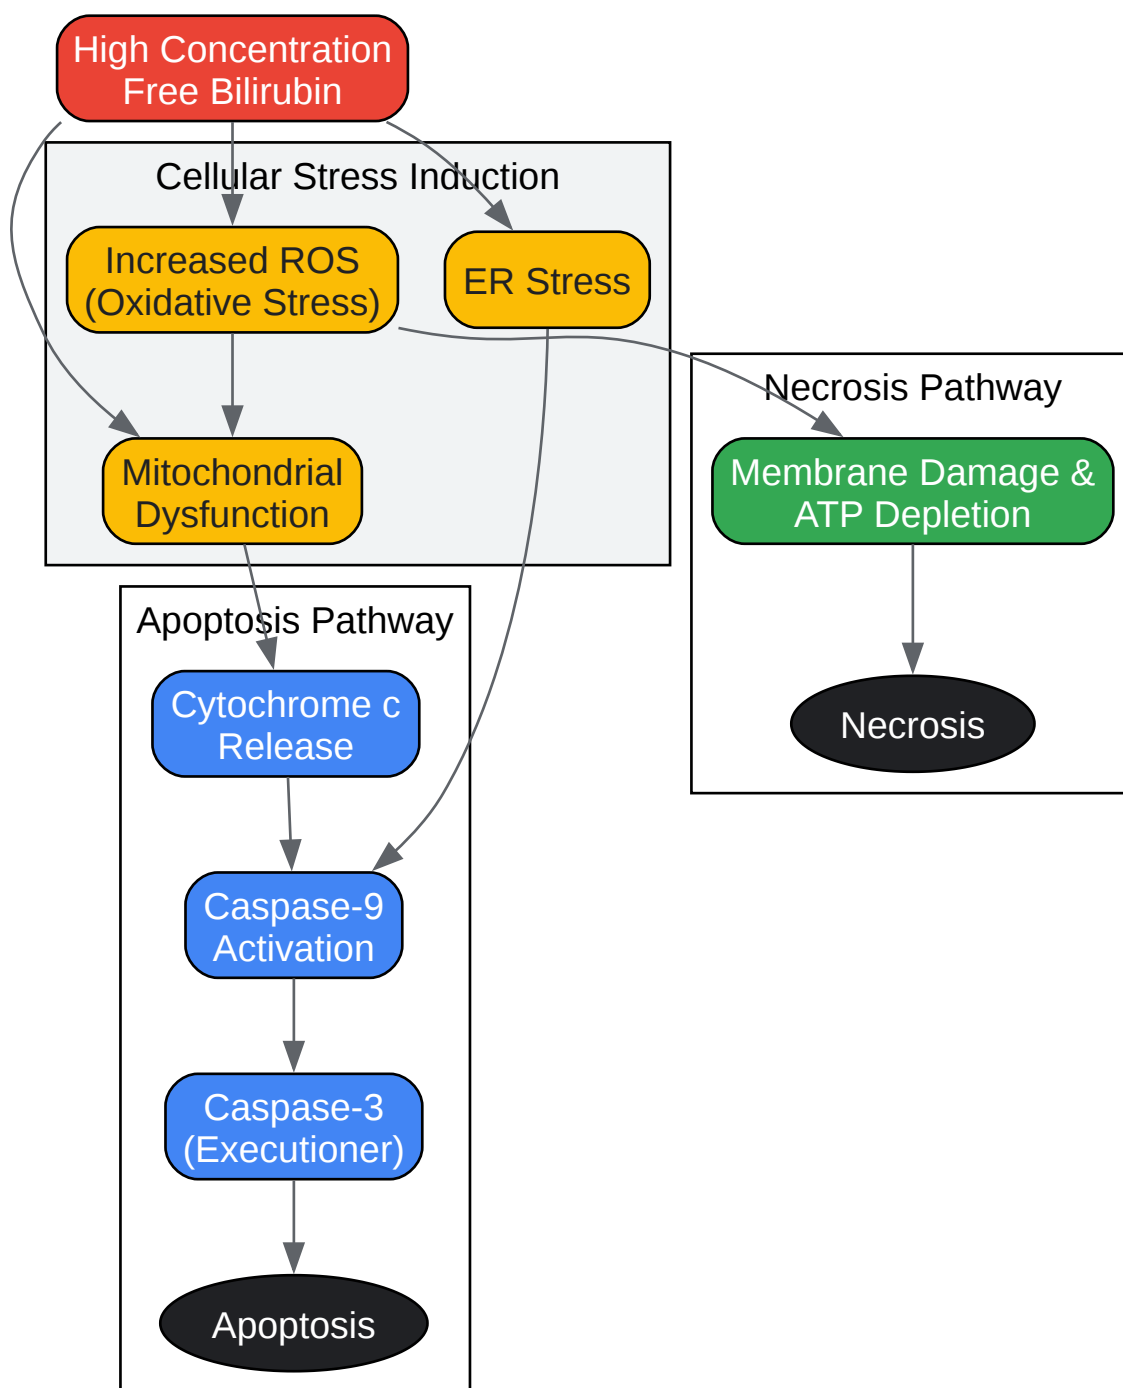 High Concentration
Free Bilirubin
Cellular Stress Induction
Increased ROS
(Oxidative Stress)
ER Stress
Mitochondrial
Dysfunction
Necrosis Pathway
Membrane Damage &
ATP Depletion
Necrosis
Apoptosis Pathway
Cytochrome c
Release
Caspase-9
Activation
Caspase-3
(Executioner)
Apoptosis